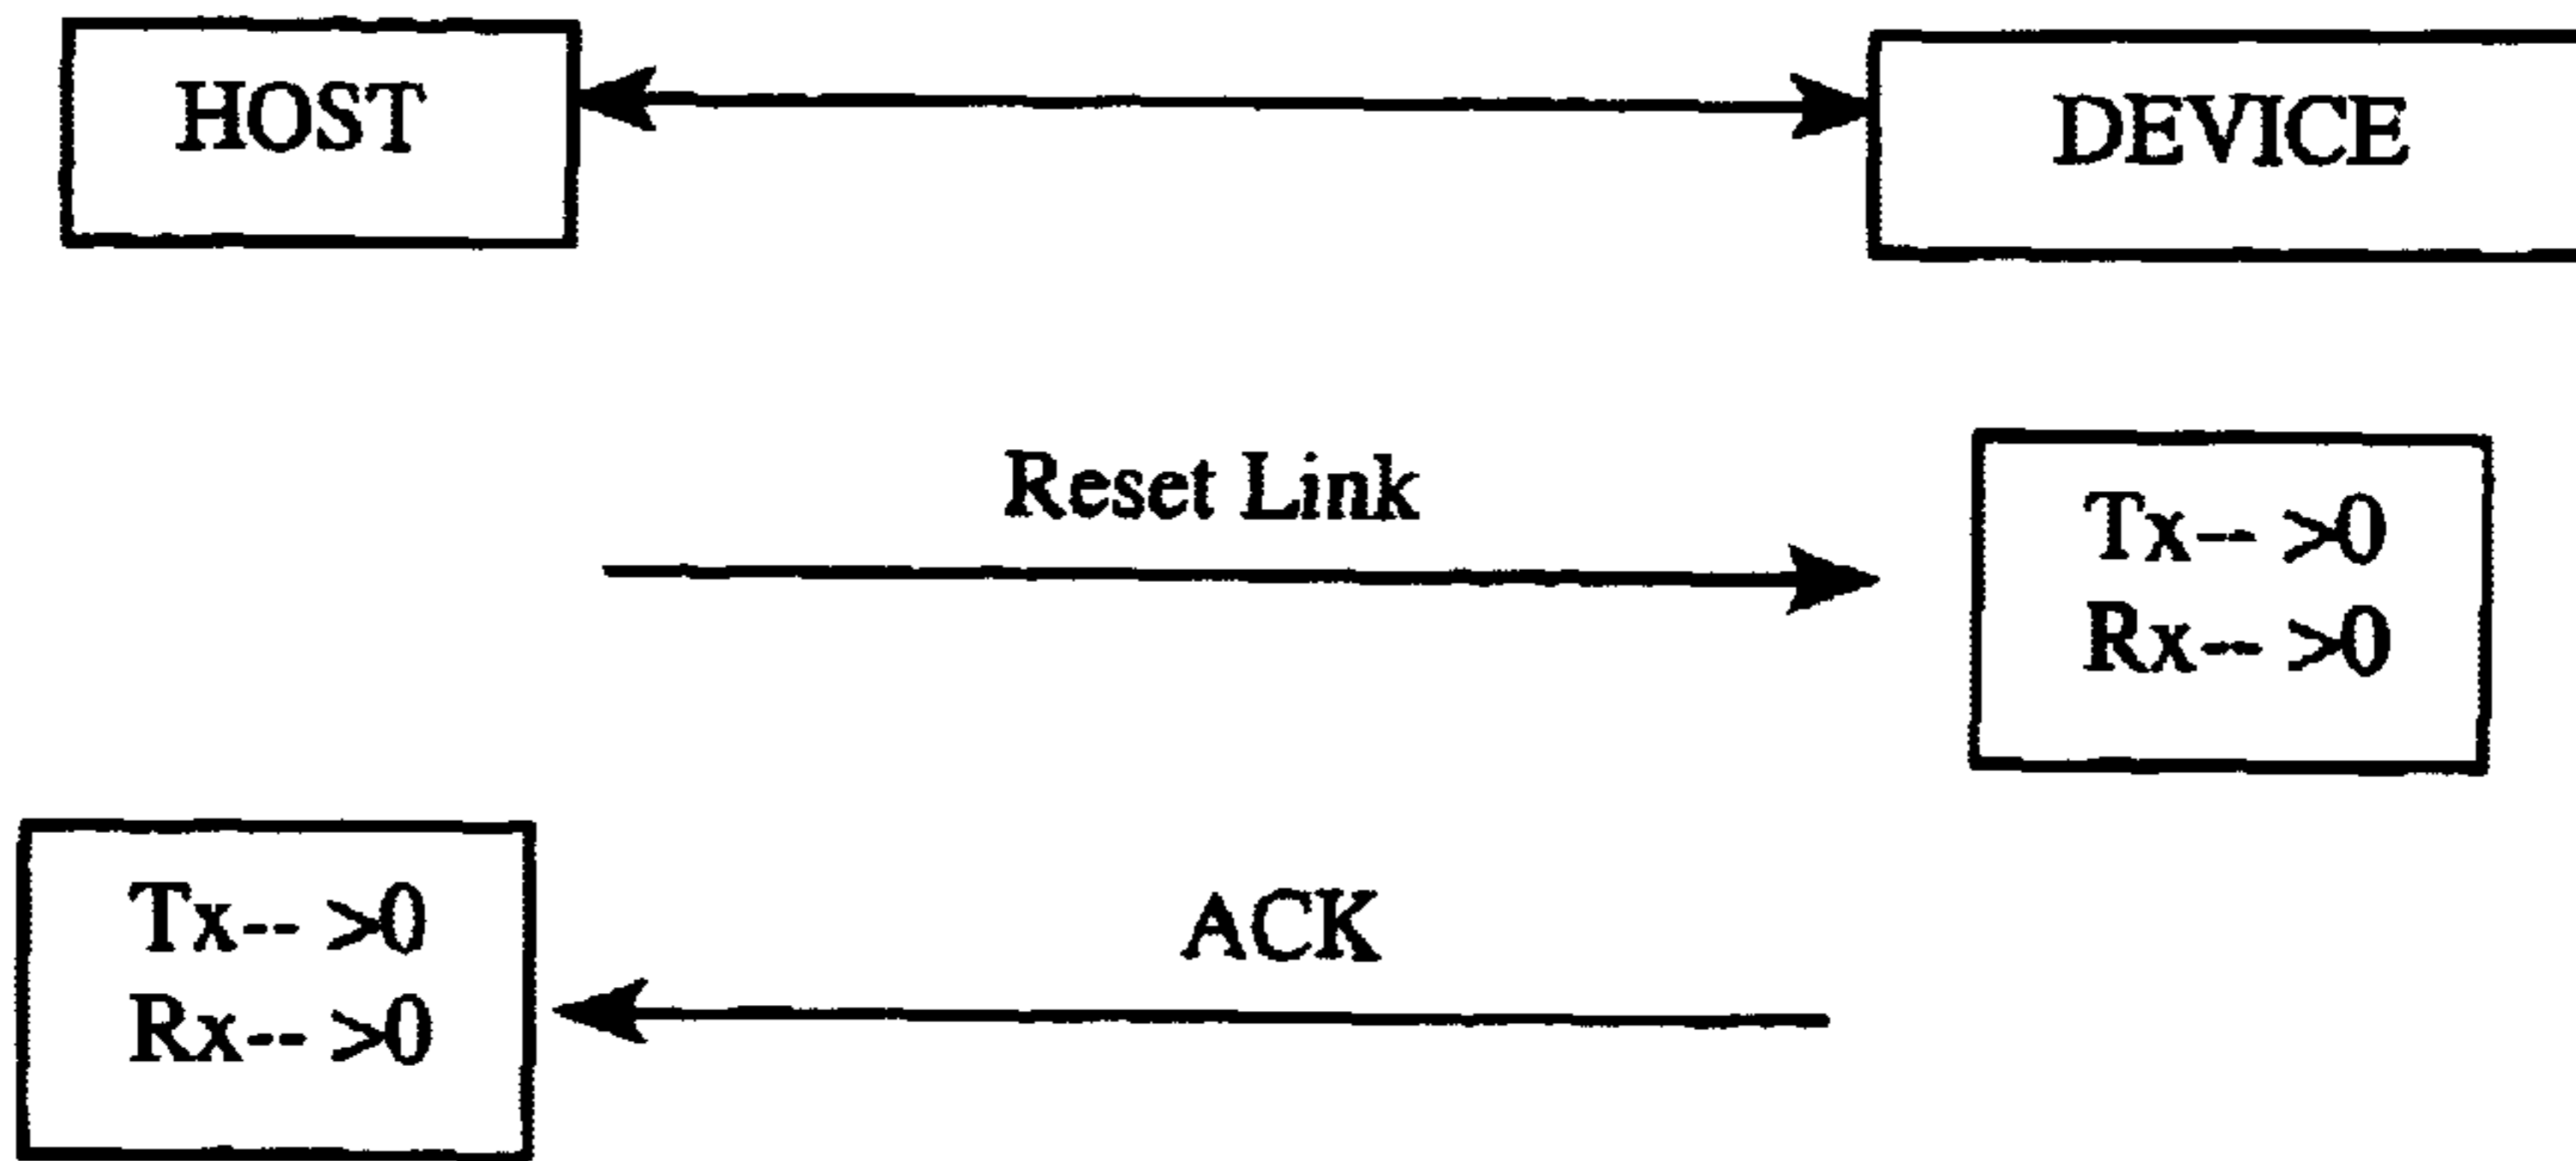 HOST
DEVICE
Reset Link
Tx-- >0
Rx-- >0
ACK
Tx-- >0
Rx-- >0